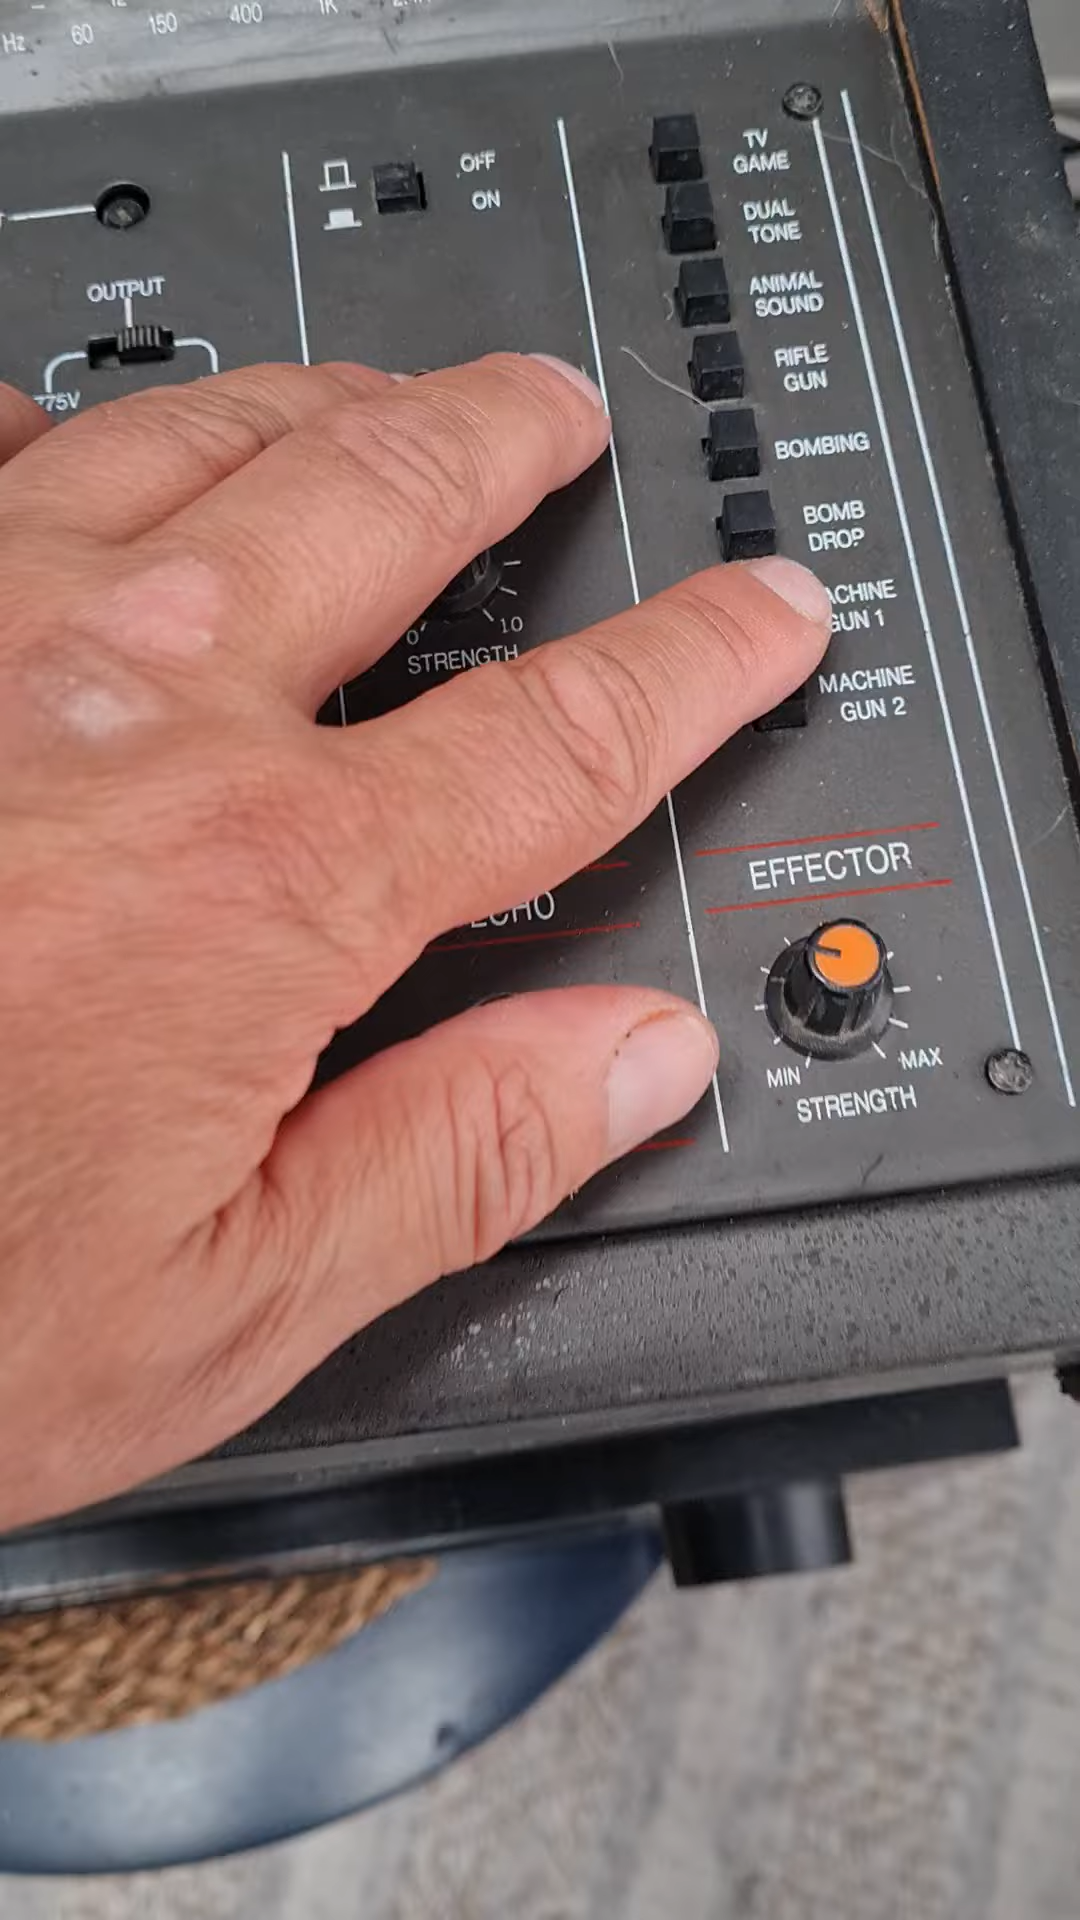 Hz 60 150 400 1K
OFF
ON
OUTPUT
775V
TV
GAME
DUAL
TONE
ANIMAL
SOUND
RIFLE
GUN
BOMBING
BOMB
DROP
ACHINE
GUN 1
MACHINE
GUN 2
0 10
STRENGTH
ECHO
EFFECTOR
MIN MAX
STRENGTH